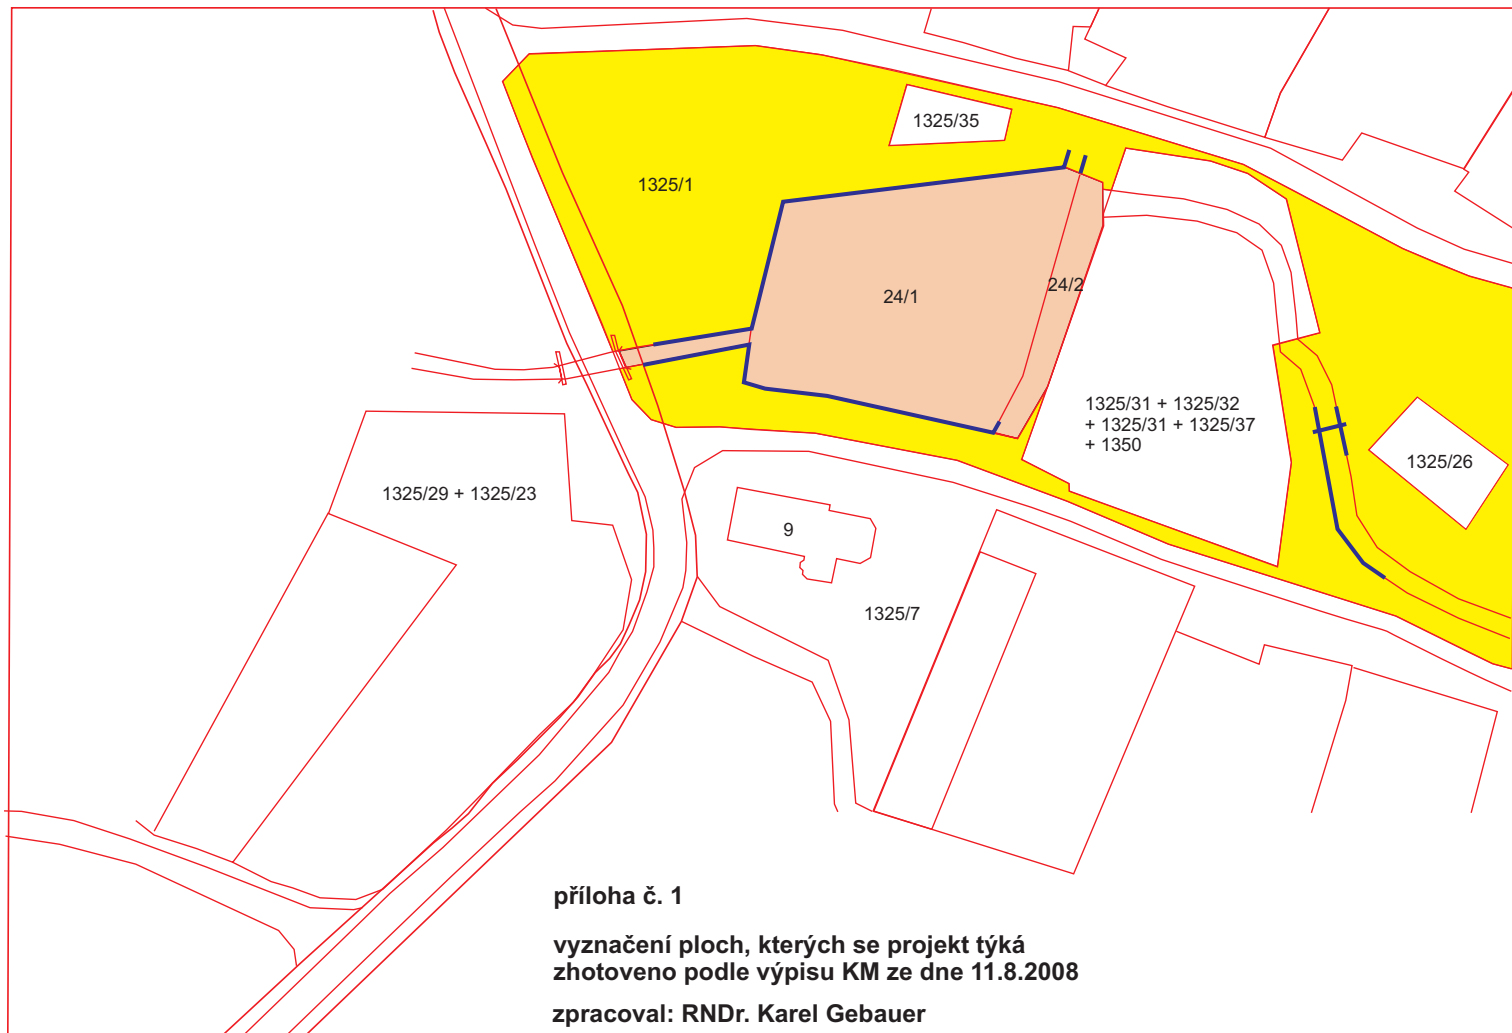 1325/35
1325/1
24/1
24/2
1325/31 + 1325/32
+ 1325/31 + 1325/37
+ 1350
1325/26
1325/29 + 1325/23
9
1325/7
příloha č. 1
vyznačení ploch, kterých se projekt týká
zhotoveno podle výpisu KM ze dne 11.8.2008
zpracoval: RNDr. Karel Gebauer